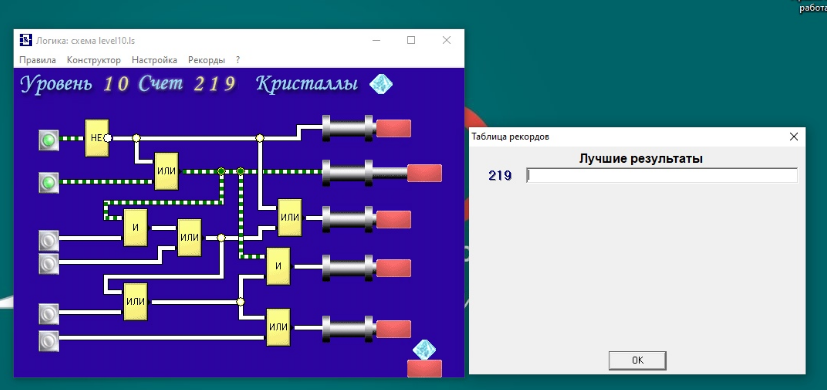 работа
Логика: схема level10.ls
Правила Конструктор Настройка Рекорды ?
Уровень 10 Счет 219 Кристаллы
НЕ
ИЛИ
И
ИЛИ
ИЛИ
И
ИЛИ
ИЛИ
Таблица рекордов
Лучшие результаты
219
OK